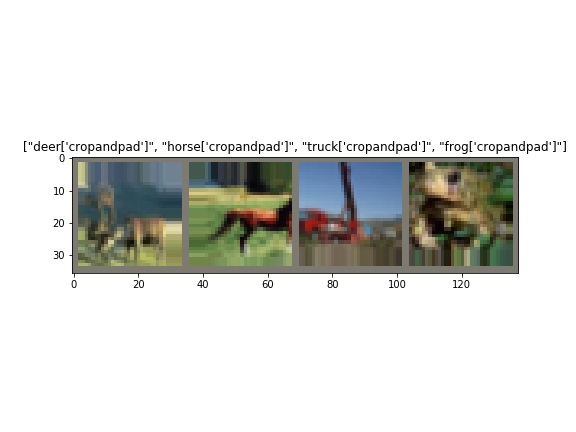 ["deer['cropandpad']", "horse['cropandpad']", "truck['cropandpad']", "frog['cropandpad']"]
0
10
20
30
0 20 40 60 80 100 120